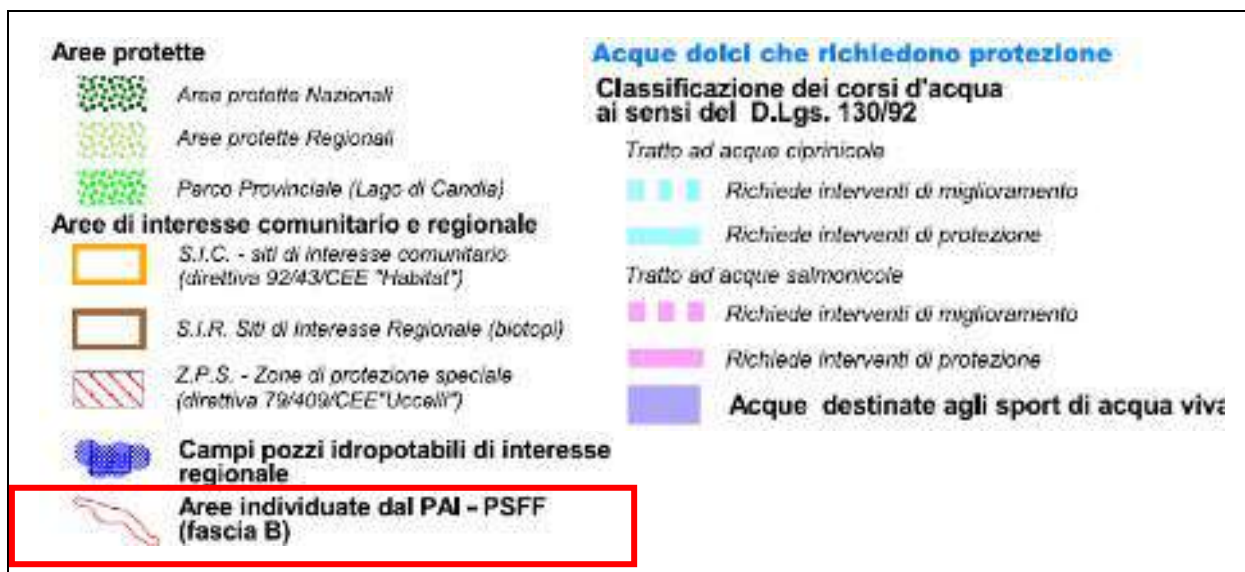 Aree protette
Aree protette Nazionali
Aree protette Regionali
Parco Provinciale (Lago di Candia)
Aree di interesse comunitario e regionale
S.I.C. - siti di interesse comunitario
(direttiva 92/43/CEE "Habitat")
S.I.R. Siti di Interesse Regionale (biotopi)
Z.P.S. - Zone di protezione speciale
(direttiva 79/409/CEE"Uccelli")
Campi pozzi idropotabili di interesse
regionale
Aree individuate dal PAI - PSFF
(fascia B)
Acque dolci che richiedono protezione
Classificazione dei corsi d'acqua
ai sensi del D.Lgs. 130/92
Tratto ad acque ciprinicole
Richiede interventi di miglioramento
Richiede interventi di protezione
Tratto ad acque salmonicole
Richiede interventi di miglioramento
Richiede interventi di protezione
Acque destinate agli sport di acqua viva